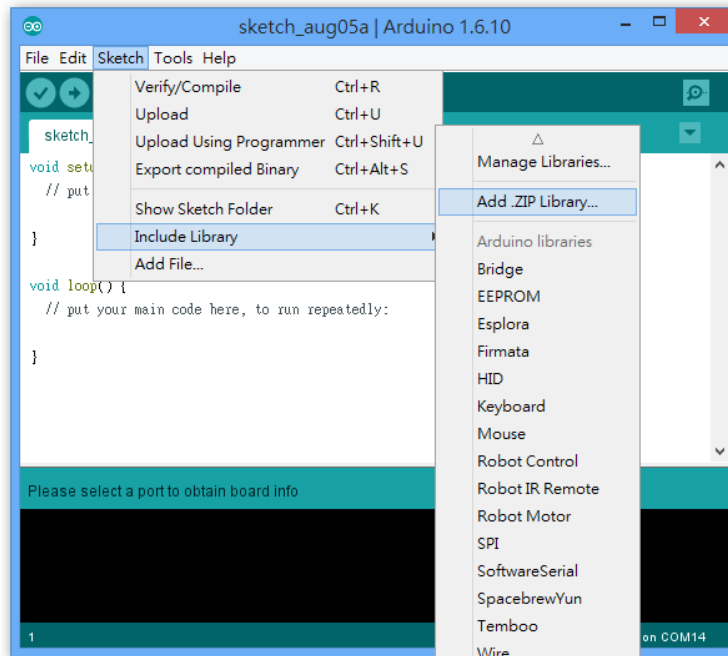 sketch_aug05a | Arduino 1.6.10
File Edit Sketch Tools Help
Verify/Compile Ctrl+R
Upload Ctrl+U
Upload Using Programmer Ctrl+Shift+U
Export compiled Binary Ctrl+Alt+S
Show Sketch Folder Ctrl+K
Include Library
Add File...
Manage Libraries...
Add .ZIP Library...
Arduino libraries
Bridge
EEPROM
Esplora
Firmata
HID
Keyboard
Mouse
Robot Control
Robot IR Remote
Robot Motor
SPI
SoftwareSerial
SpacebrewYun
Temboo
Wire
sketch_
void setu
// put
}
void loop() {
// put your main code here, to run repeatedly:
}
Please select a port to obtain board info
1 on COM14